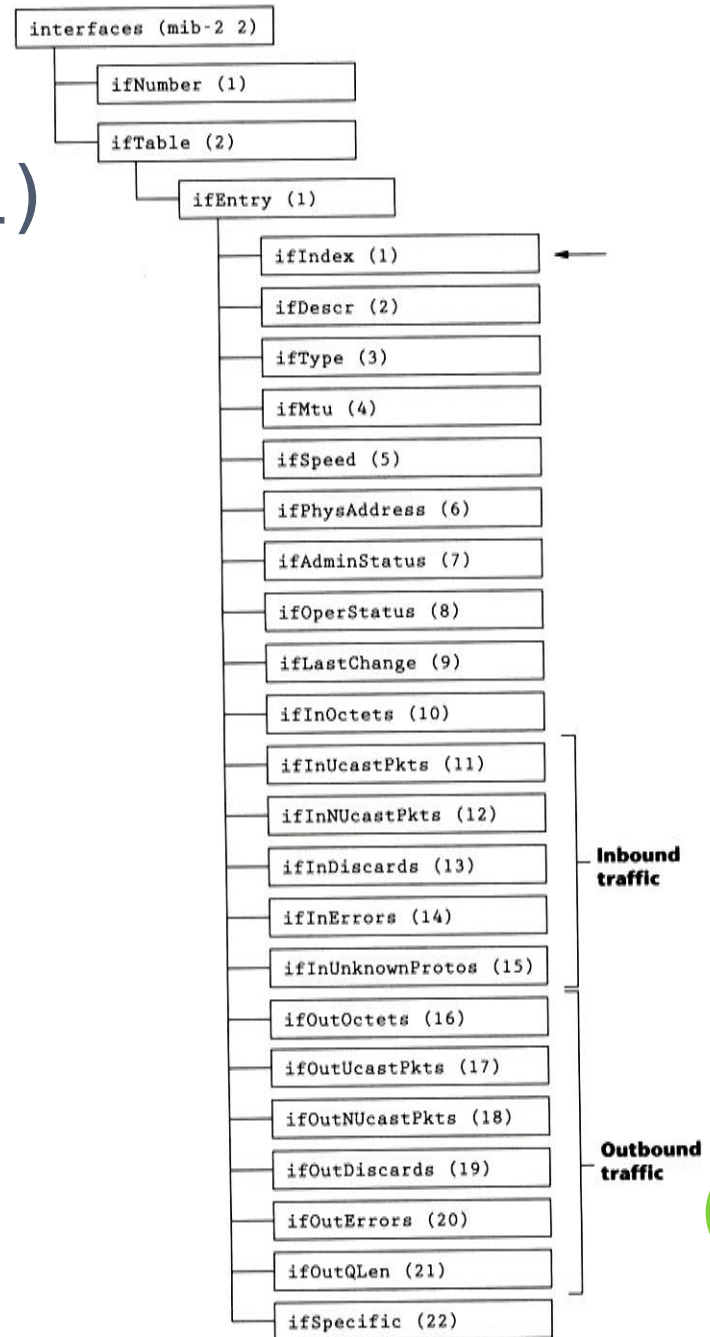 interfaces (mib-2 2)
ifNumber (1)
ifTable (2)
)
ifEntry (1)
ifIndex (1)
ifDescr (2)
ifType (3)
ifMtu (4)
ifSpeed (5)
ifPhysAddress (6)
ifAdminStatus (7)
ifOperStatus (8)
ifLastChange (9)
ifInOctets (10)
ifInUcastPkts (11)
ifInNUcastPkts (12)
ifInDiscards (13)
ifInErrors (14)
ifInUnknownProtos (15)
Inbound
traffic
ifOutOctets (16)
ifOutUcastPkts (17)
ifOutNUcastPkts (18)
ifOutDiscards (19)
ifOutErrors (20)
ifOutQLen (21)
Outbound
traffic
ifSpecific (22)